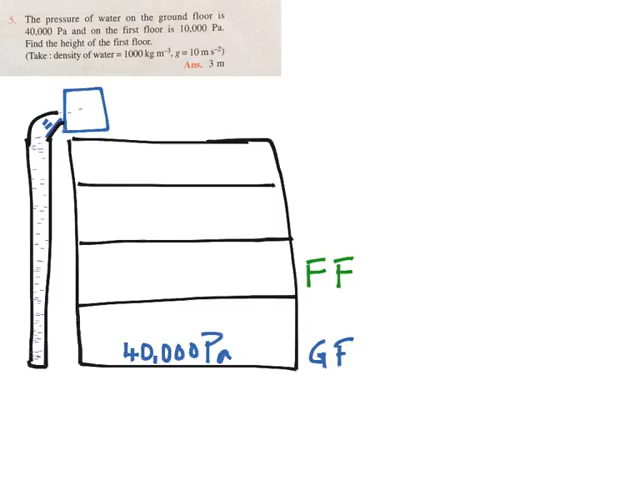 5. The pressure of water on the ground floor is
40,000 Pa and on the first floor is 10,000 Pa.
Find the height of the first floor.
(Take : density of water = 1000 kg m⁻³, g = 10 m s⁻²)
Ans. 3 m
FF
40,000 Pa
GF